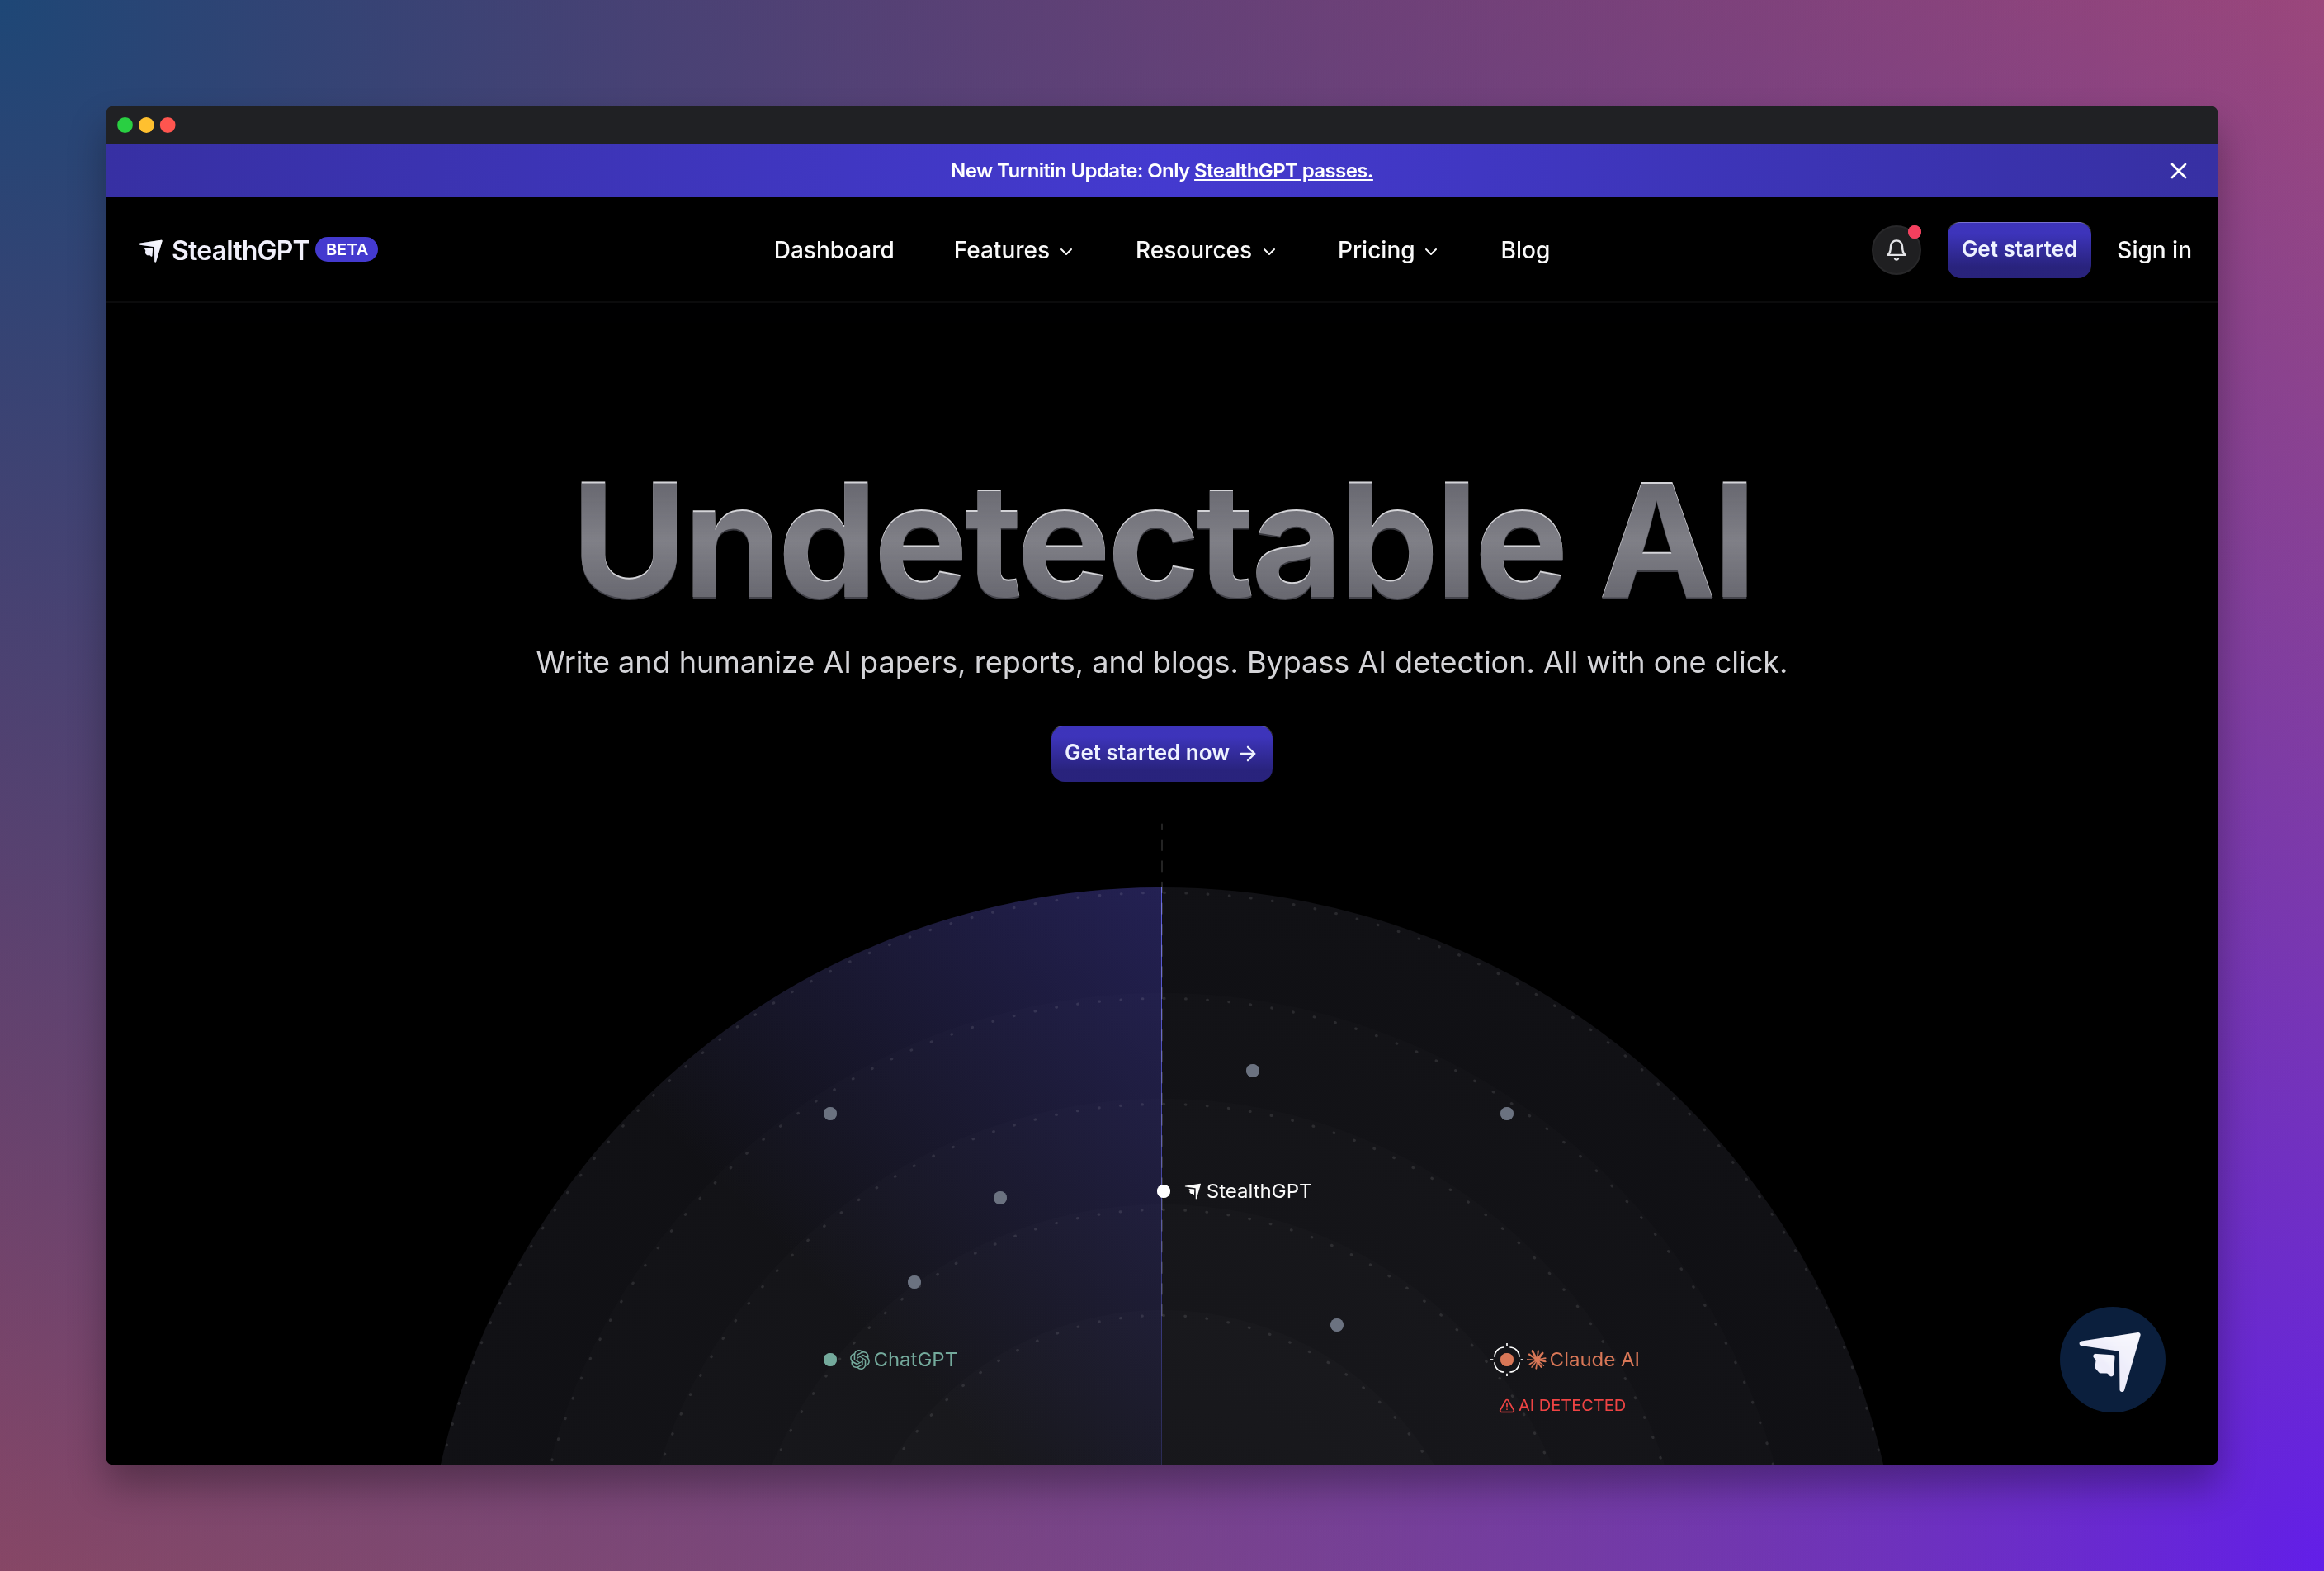 New Turnitin Update: Only StealthGPT passes.
StealthGPT BETA
Dashboard Features Resources Pricing Blog
Get started Sign in
Undetectable AI
Write and humanize AI papers, reports, and blogs. Bypass AI detection. All with one click.
Get started now
StealthGPT
ChatGPT
Claude AI
AI DETECTED